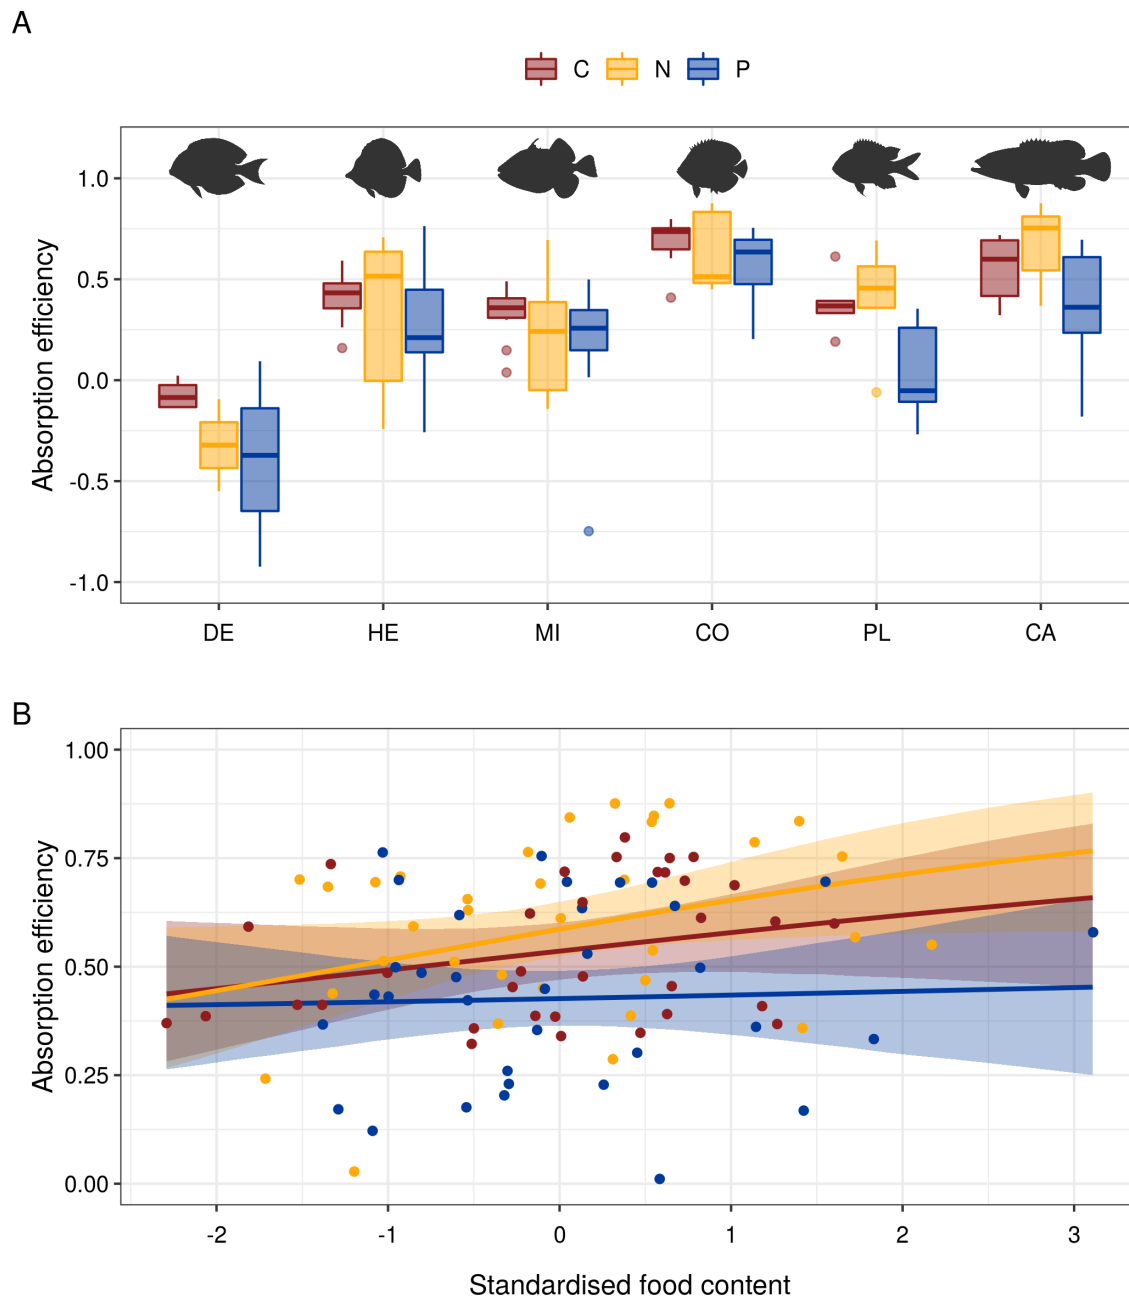 A
C N P
Absorption efficiency
1.0
0.5
0.0
-0.5
-1.0
DE HE MI CO PL CA
B
Absorption efficiency
1.00
0.75
0.50
0.25
0.00
-2 -1 0 1 2 3
Standardised food content